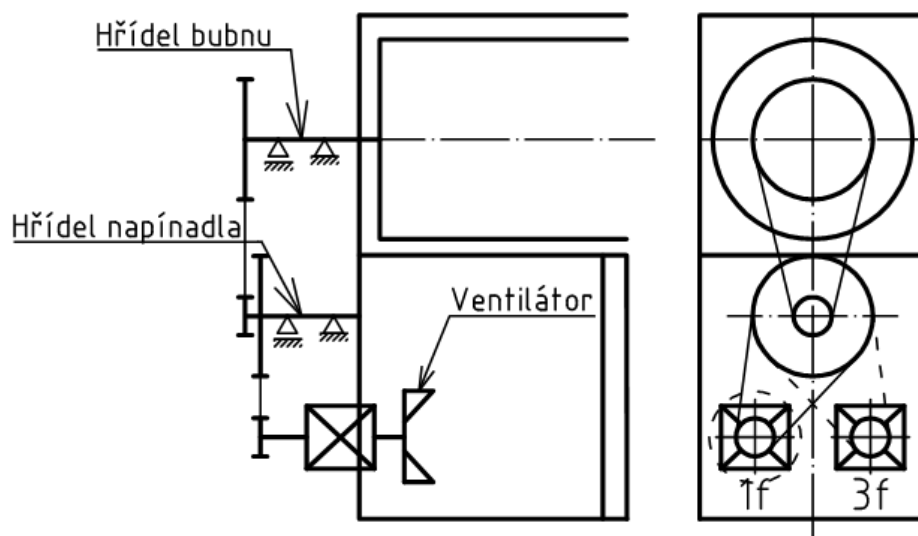 Hřídel bubnu
Hřídel napínadla
Ventilátor
1f
3f